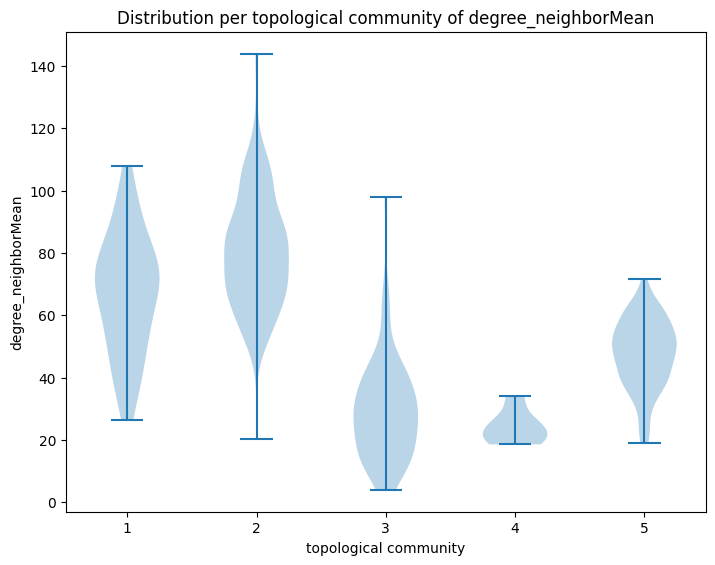 Distribution per topological community of degree_neighborMean
degree_neighborMean
140
120
100
80
60
40
20
0
1 2 3 4 5
topological community